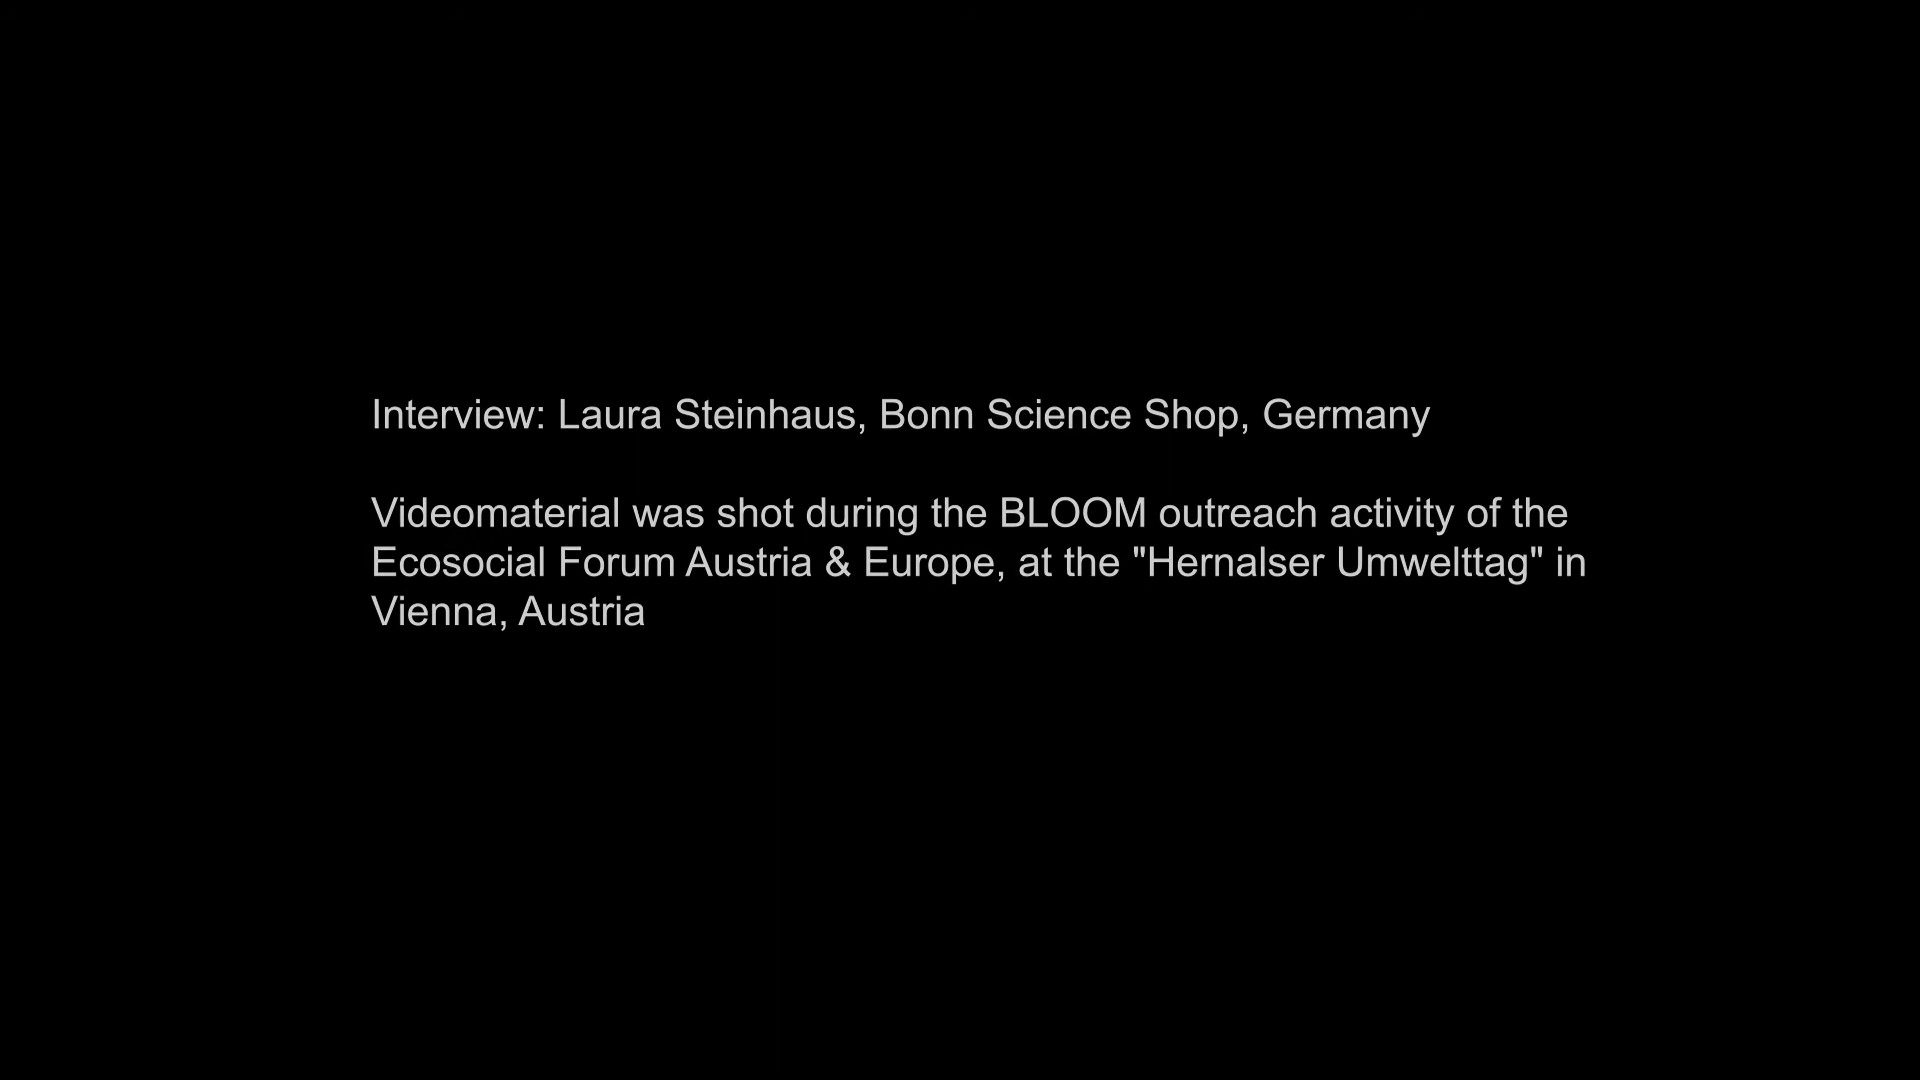 Interview: Laura Steinhaus, Bonn Science Shop, Germany
Videomaterial was shot during the BLOOM outreach activity of the
Ecosocial Forum Austria & Europe, at the "Hernalser Umwelttag" in
Vienna, Austria